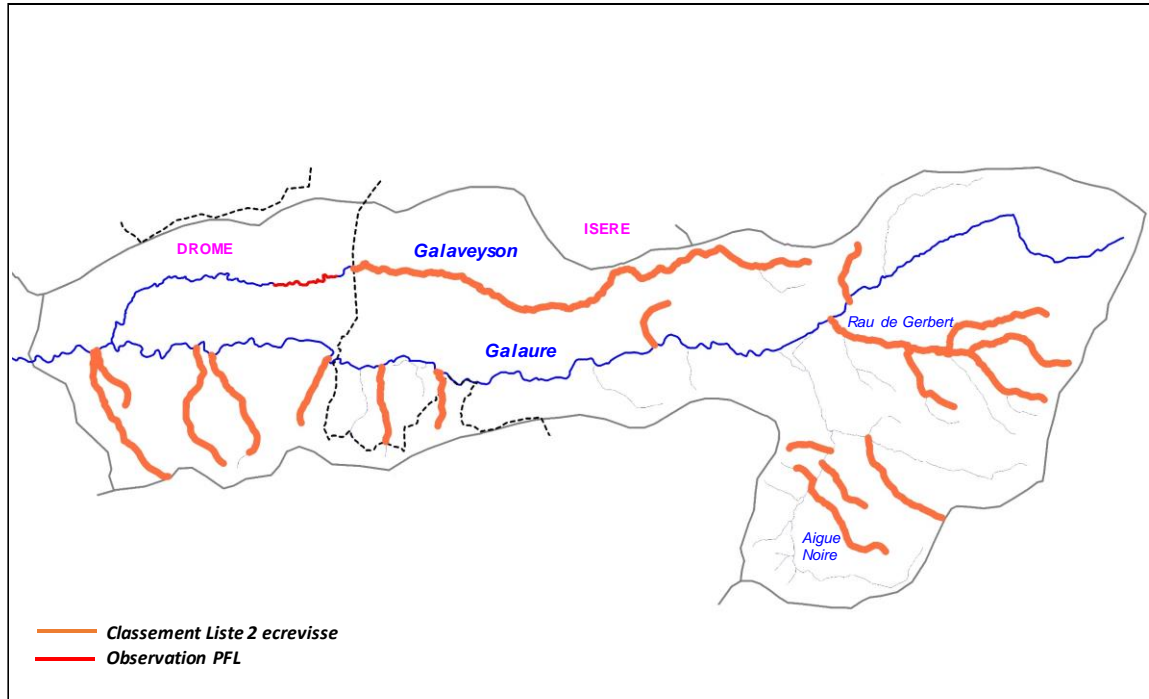 ISERE
DROME
Galaveyson
Rau de Gerbert
Galaure
Aigue
Noire
Classement Liste 2 ecrevisse
Observation PFL